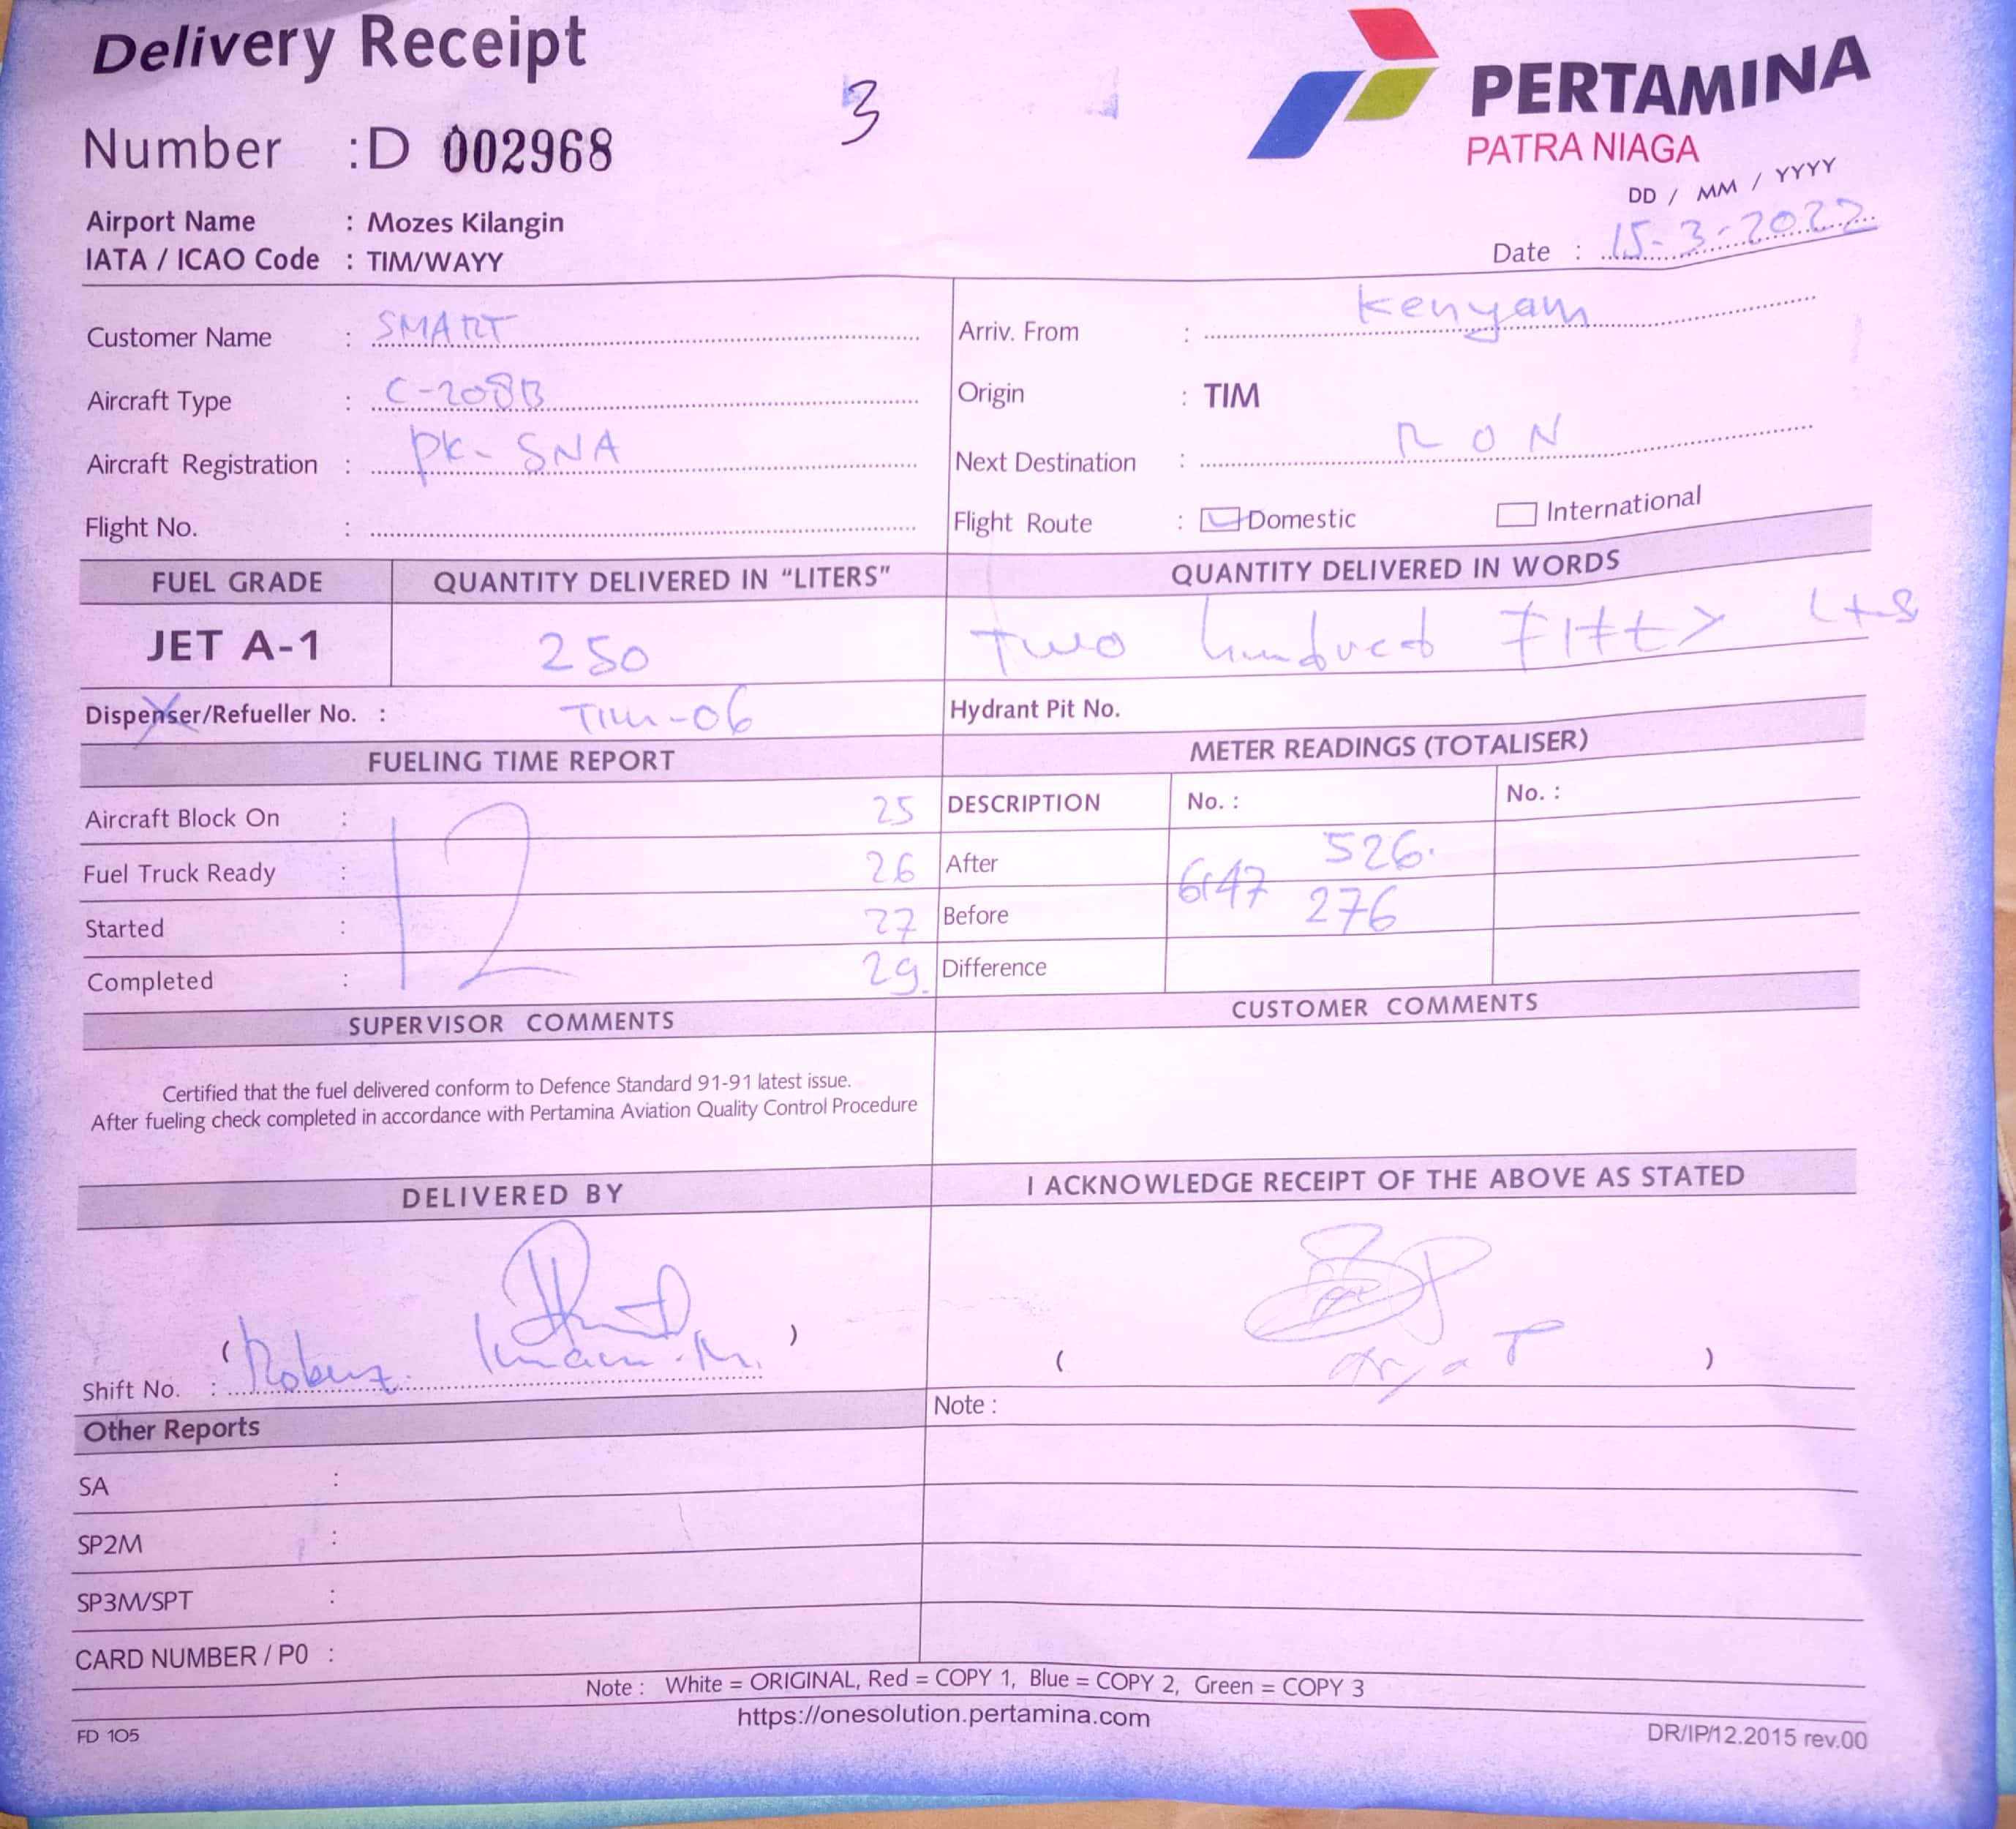 Delivery Receipt
3
PERTAMINA
PATRA NIAGA
Number : D 002968
DD / MM / YYYY
Airport Name : Mozes Kilangin
IATA / ICAO Code : TIM/WAYY
Date : 15-3-2022
Customer Name : SMART
Arriv. From : Kenyam
Aircraft Type : C-208B
Origin : TIM
Aircraft Registration : PK-SNA
Next Destination : RON
Flight No. :
Flight Route : Domestic International
FUEL GRADE QUANTITY DELIVERED IN "LITERS" QUANTITY DELIVERED IN WORDS
JET A-1 250 Two hundred Fifty Lts
Dispenser/Refueller No. : TIM-06 Hydrant Pit No.
FUELING TIME REPORT METER READINGS (TOTALISER)
Aircraft Block On : 12 25 DESCRIPTION No. : No. :
Fuel Truck Ready : 26 After 526.
Started : 27 Before 6147 276
Completed : 29. Difference
SUPERVISOR COMMENTS CUSTOMER COMMENTS
Certified that the fuel delivered conform to Defence Standard 91-91 latest issue.
After fueling check completed in accordance with Pertamina Aviation Quality Control Procedure
DELIVERED BY I ACKNOWLEDGE RECEIPT OF THE ABOVE AS STATED
( ) ( )
Shift No. :
Other Reports Note :
SA :
SP2M :
SP3M/SPT :
CARD NUMBER / P0 :
Note : White = ORIGINAL, Red = COPY 1, Blue = COPY 2, Green = COPY 3
https://onesolution.pertamina.com
FD 105 DR/IP/12.2015 rev.00